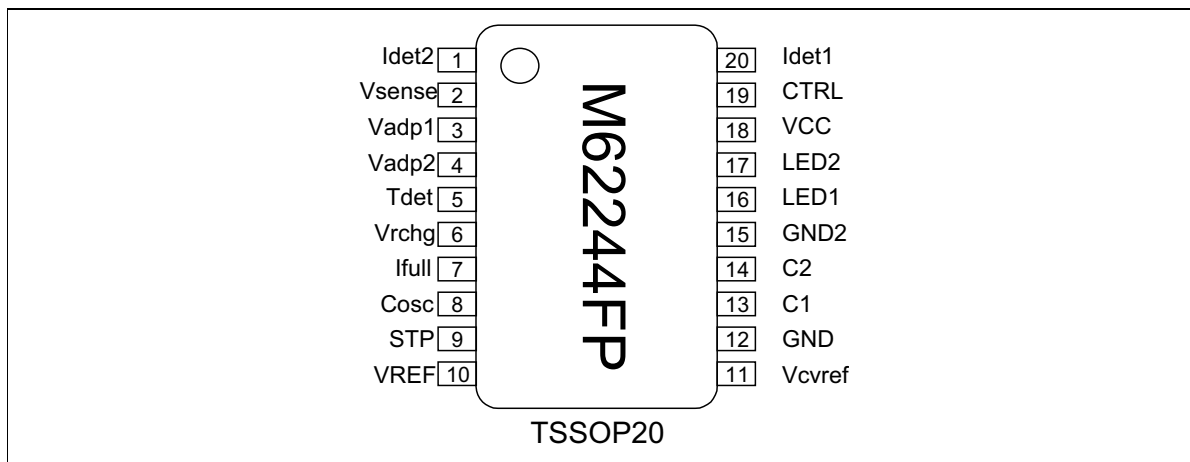 Idet2 1 20 Idet1
Vsense 2 19 CTRL
Vadp1 3 18 VCC
Vadp2 4 17 LED2
Tdet 5 16 LED1
Vrchg 6 15 GND2
Ifull 7 14 C2
Cosc 8 13 C1
STP 9 12 GND
VREF 10 11 Vcvref
M62244FP
TSSOP20